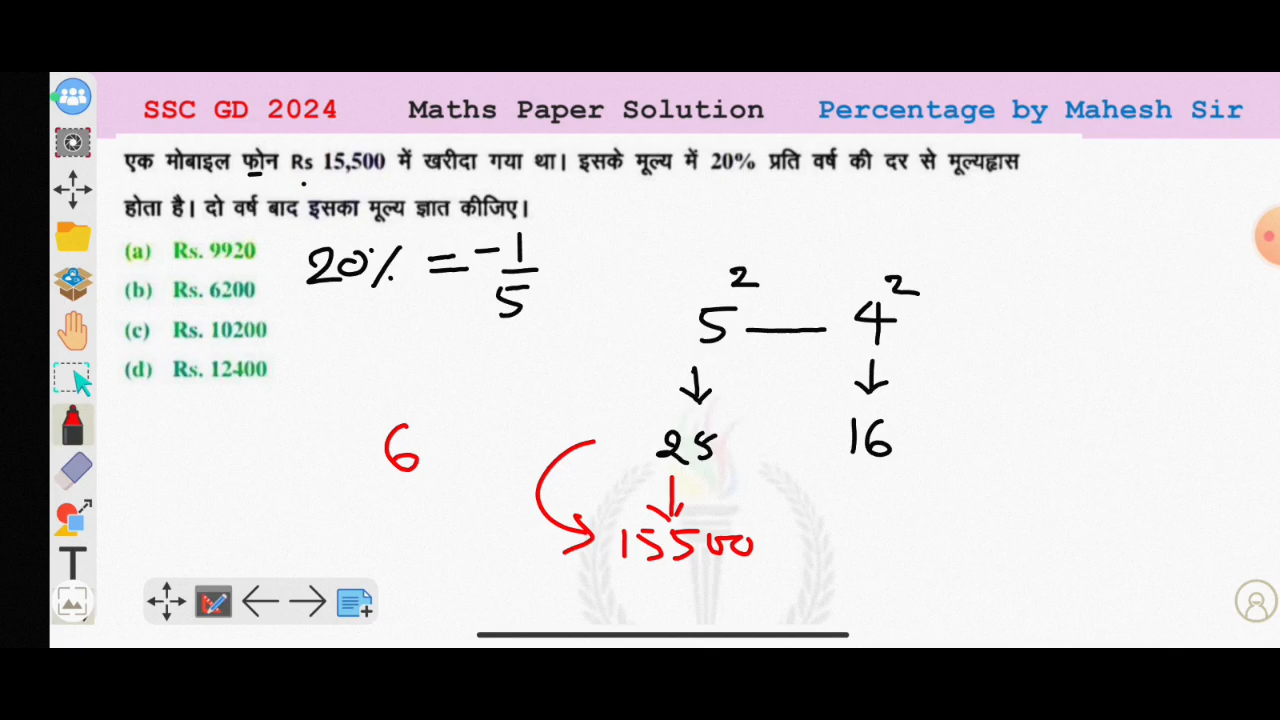 SSC GD 2024 Maths Paper Solution Percentage by Mahesh Sir
एक मोबाइल फोन Rs 15,500 में खरीदा गया था। इसके मूल्य में 20% प्रति वर्ष की दर से मूल्यह्रास
होता है। दो वर्ष बाद इसका मूल्य ज्ञात कीजिए।
(a) Rs. 9920
(b) Rs. 6200
(c) Rs. 10200
(d) Rs. 12400
20% = -1/5
5² — 4²
↓ ↓
25 16
6
↓
15500
T